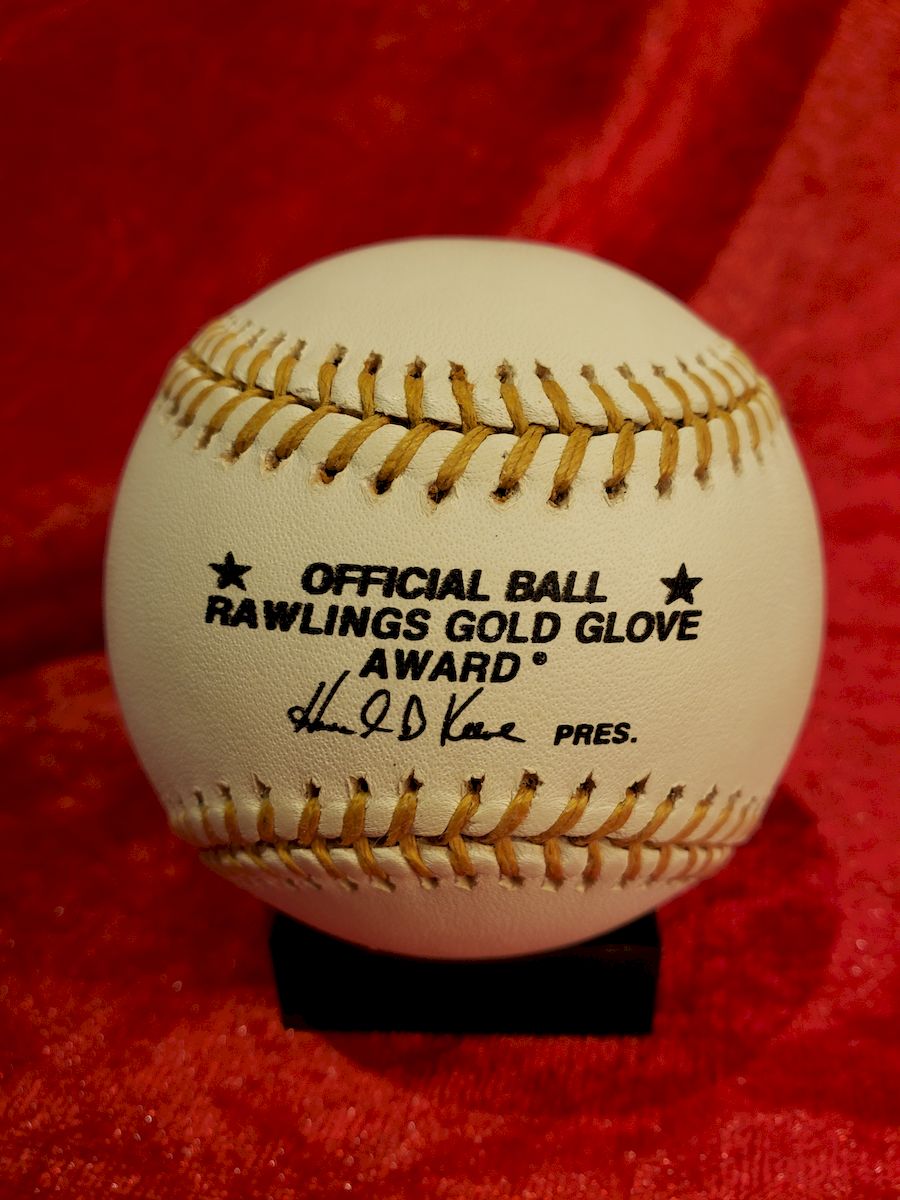 ★ OFFICIAL BALL ★
RAWLINGS GOLD GLOVE
AWARD®
PRES.